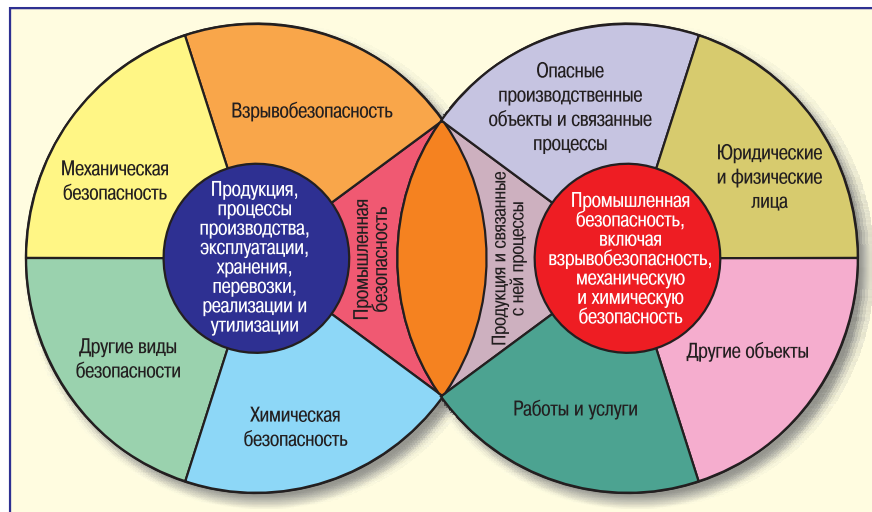 Взрывобезопасность
Механическая
безопасность
Продукция,
процессы
производства,
эксплуатации,
хранения,
перевозки,
реализации и
утилизации
Промышленная
безопасность
Другие виды
безопасности
Химическая
безопасность
Опасные
производственные
объекты и связанные
процессы
Юридические
и физические
лица
Продукция и связанные
с ней процессы
Промышленная
безопасность,
включая
взрывобезопасность,
механическую
и химическую
безопасность
Другие объекты
Работы и услуги